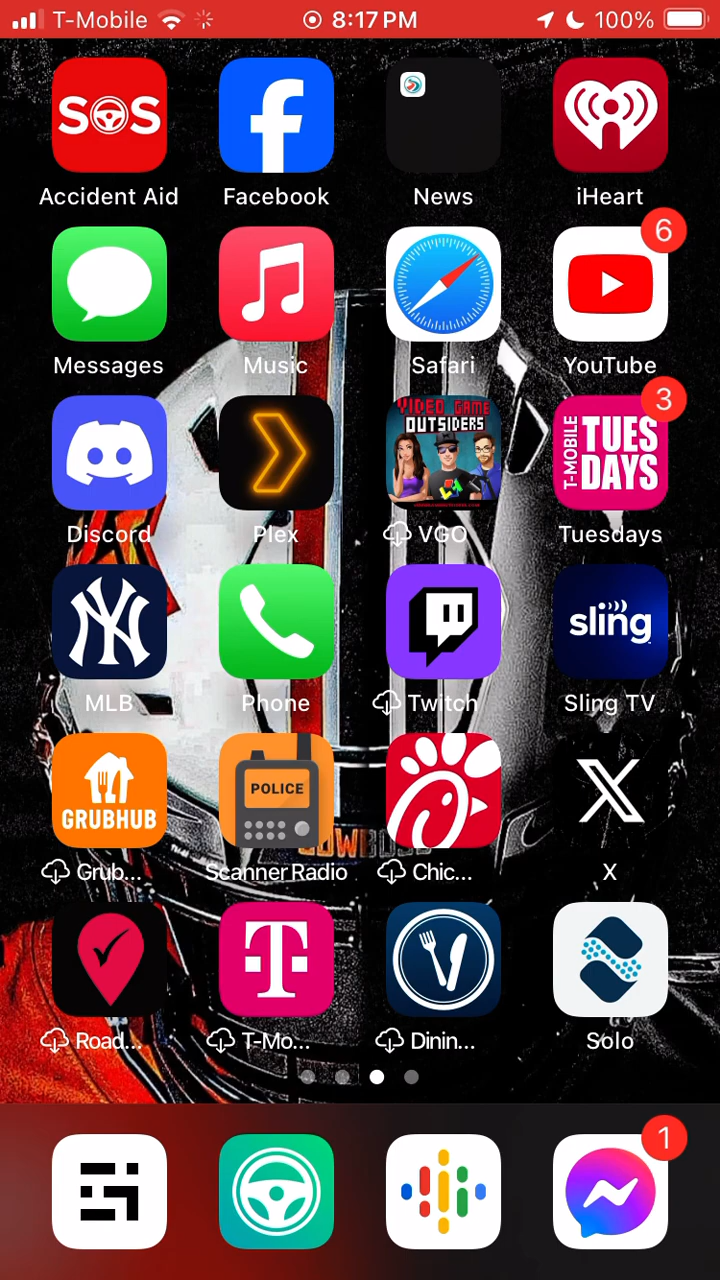 T-Mobile 8:17 PM 100%
SOS
Accident Aid Facebook News iHeart
6
Messages Music Safari YouTube
3
VIDEO GAME
OUTSIDERS
T-MOBILE
TUES
DAYS
Discord Plex VGO Tuesdays
NY
sling
MLB Phone Twitch Sling TV
GRUBHUB
POLICE
X
COWBOYS
Grub... Scanner Radio Chic... X
T
Road... T-Mo... Dinin... Solo
1